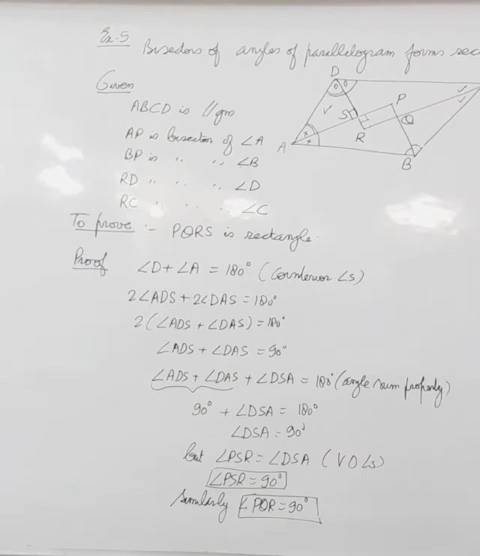 Ex-5 Bisectors of angles of parallelogram forms rec
Given
ABCD is //gm
AP is bisector of ∠A
BP is " " ∠B
RD " " ∠D
RC " " ∠C
D
P
S
Q
R
A
B
To prove :- PQRS is rectangle.
Proof ∠D + ∠A = 180° (Cointerior ∠s)
2∠ADS + 2∠DAS = 180°
2(∠ADS + ∠DAS) = 180°
∠ADS + ∠DAS = 90°
∠ADS + ∠DAS + ∠DSA = 180° (angle sum property)
90° + ∠DSA = 180°
∠DSA = 90°
but ∠PSR = ∠DSA (VO∠s)
∠PSR = 90°
Similarly ∠PQR = 90°